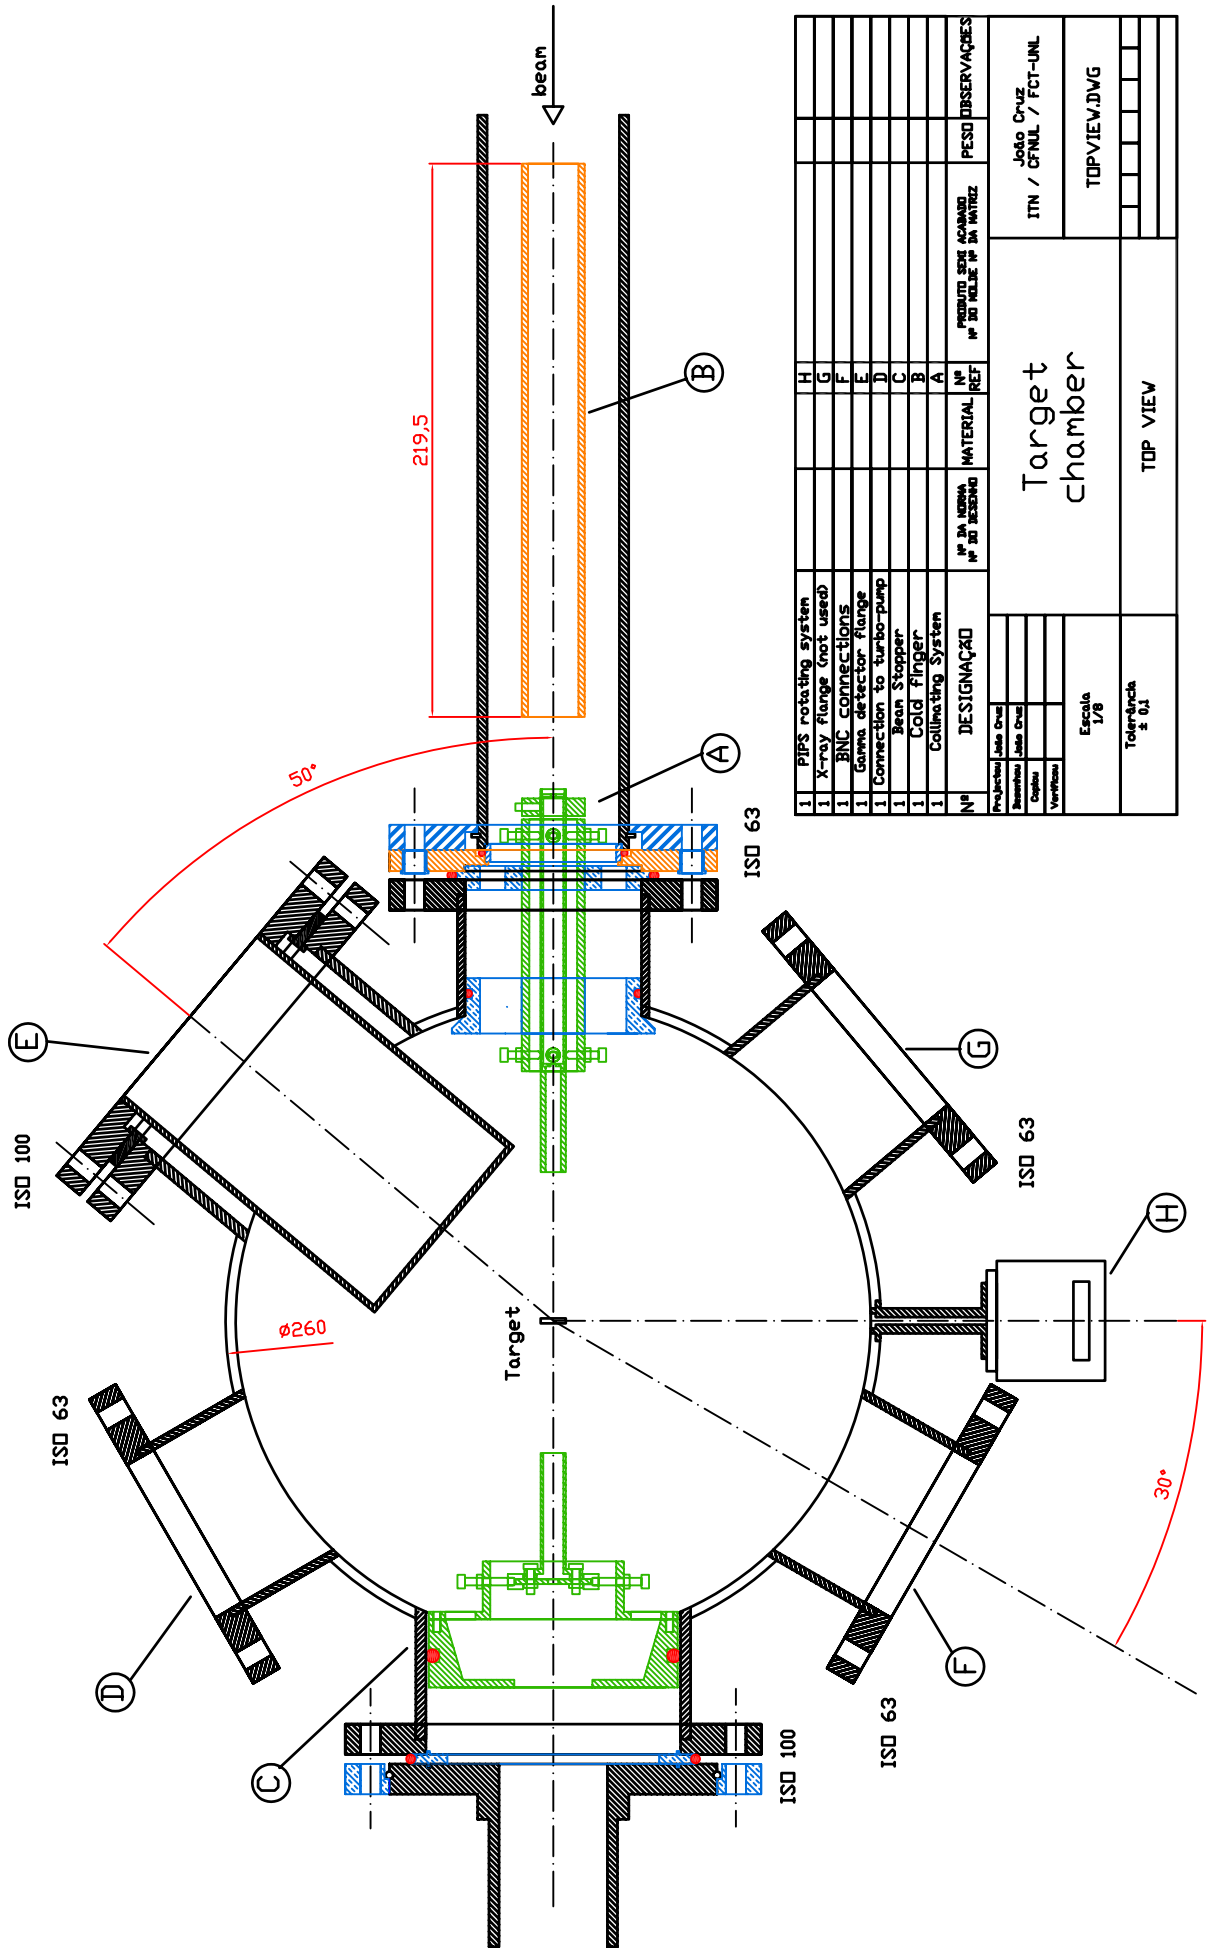 beam
219,5
B
50°
A
ISO 63
E
ISO 100
G
ISO 63
H
Target
ø260
ISO 63
30°
D
F
ISO 63
C
ISO 100
1 PIPS rotating system H
1 X-ray flange (not used) G
1 BNC connections F
1 Gamma detector flange E
1 Connection to turbo-pump D
1 Beam Stopper C
1 Cold finger B
1 Collimating System A
Nº DESIGNAÇÃO Nº DA NORMA Nº DO DESENHO MATERIAL Nº REF PRODUTO SEMI ACABADO Nº DO MOLDE Nº DA MATRIZ PESO OBSERVAÇÕES
Projectou João Cruz
Desenhou João Cruz
Copiou
Verificou
Escala
1/8
Tolerância
± 0,1
Target
chamber
TOP VIEW
João Cruz
ITN / CFNUL / FCT-UNL
TOPVIEW.DWG